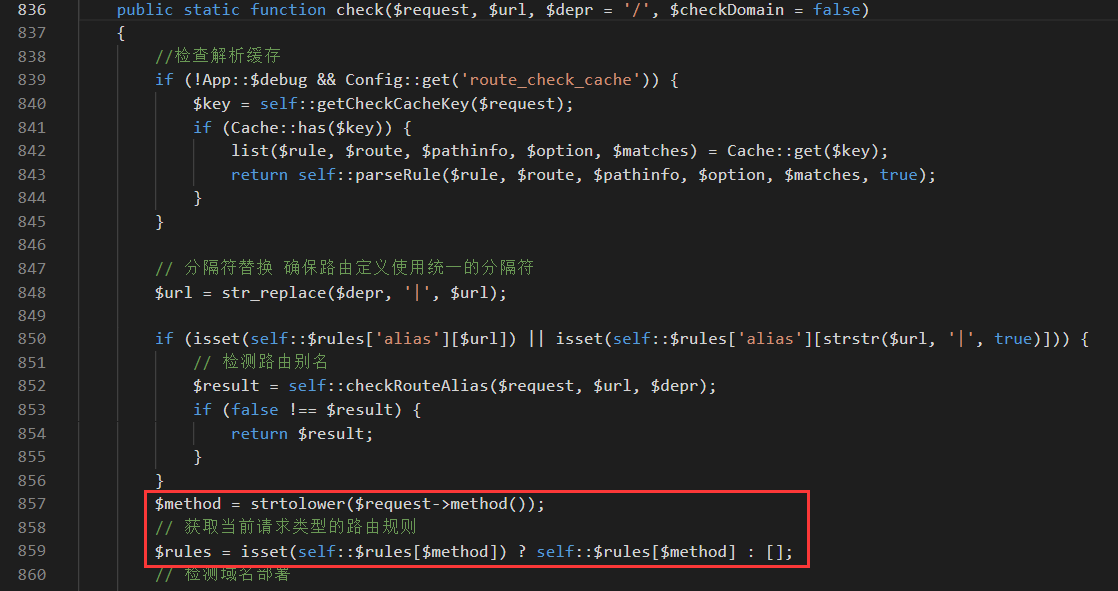 836 public static function check($request, $url, $depr = '/', $checkDomain = false)
837 {
838 //检查解析缓存
839 if (!App::$debug && Config::get('route_check_cache')) {
840 $key = self::getCheckCacheKey($request);
841 if (Cache::has($key)) {
842 list($rule, $route, $pathinfo, $option, $matches) = Cache::get($key);
843 return self::parseRule($rule, $route, $pathinfo, $option, $matches, true);
844 }
845 }
846
847 // 分隔符替换 确保路由定义使用统一的分隔符
848 $url = str_replace($depr, '|', $url);
849
850 if (isset(self::$rules['alias'][$url]) || isset(self::$rules['alias'][strstr($url, '|', true)])) {
851 // 检测路由别名
852 $result = self::checkRouteAlias($request, $url, $depr);
853 if (false !== $result) {
854 return $result;
855 }
856 }
857 $method = strtolower($request->method());
858 // 获取当前请求类型的路由规则
859 $rules = isset(self::$rules[$method]) ? self::$rules[$method] : [];
860 // 检测域名部署